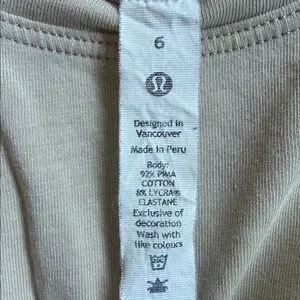 6
Designed in
Vancouver
Made in Peru
Body:
92% PIMA
COTTON
8% LYCRA®
ELASTANE
Exclusive of
decoration
Wash with
like colours